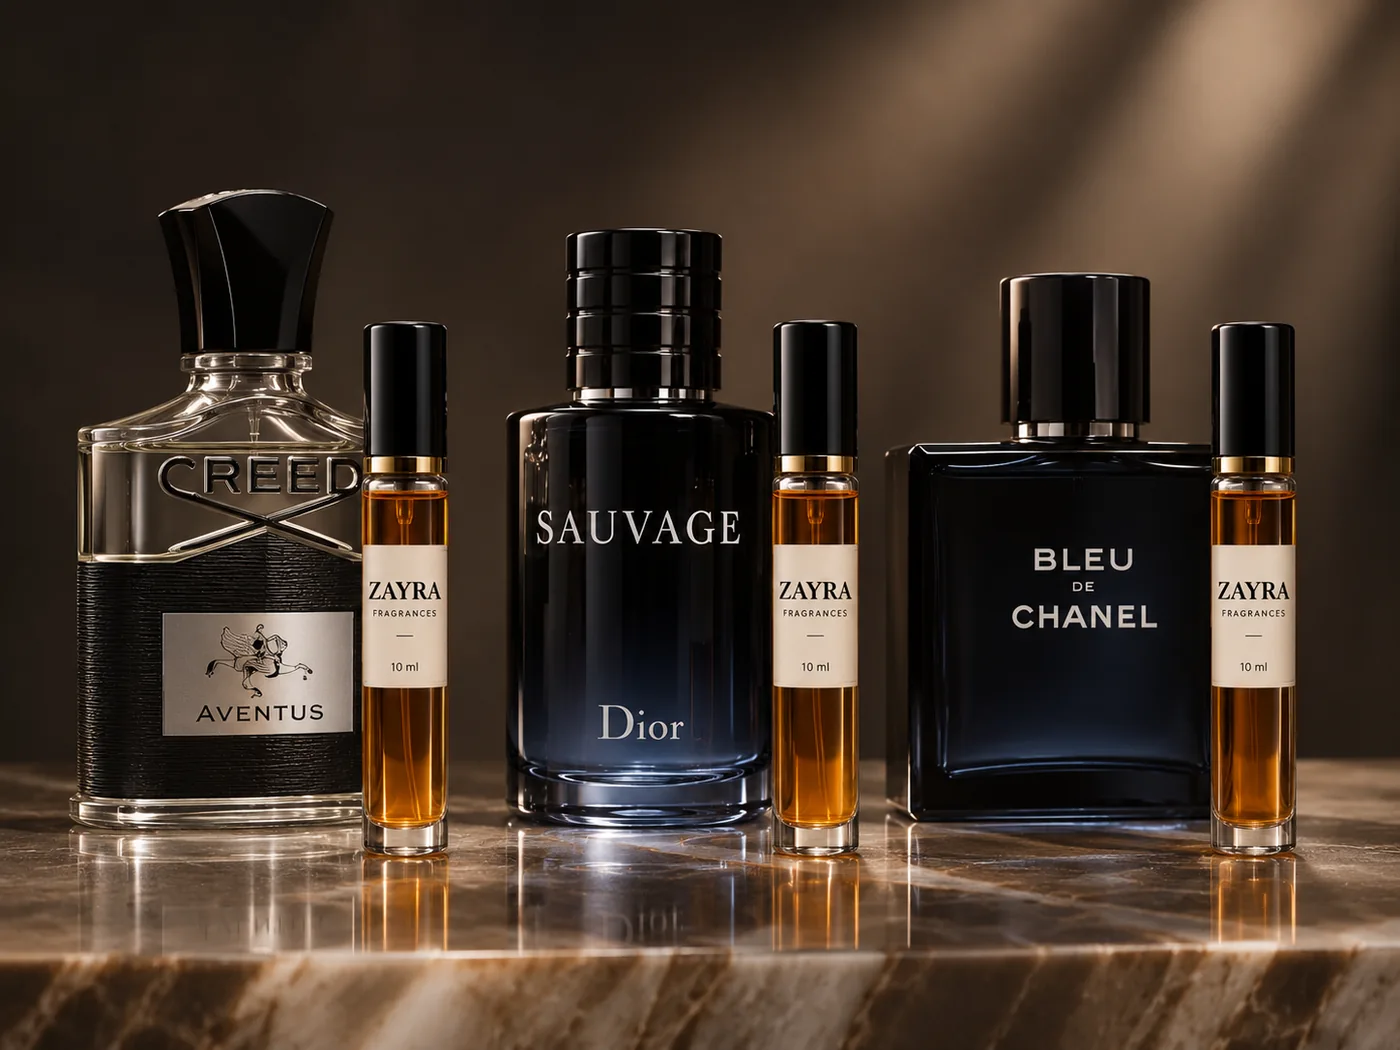 CREED
AVENTUS
ZAYRA
FRAGRANCES
10 ml
SAUVAGE
Dior
ZAYRA
FRAGRANCES
10 ml
BLEU
DE
CHANEL
ZAYRA
FRAGRANCES
10 ml